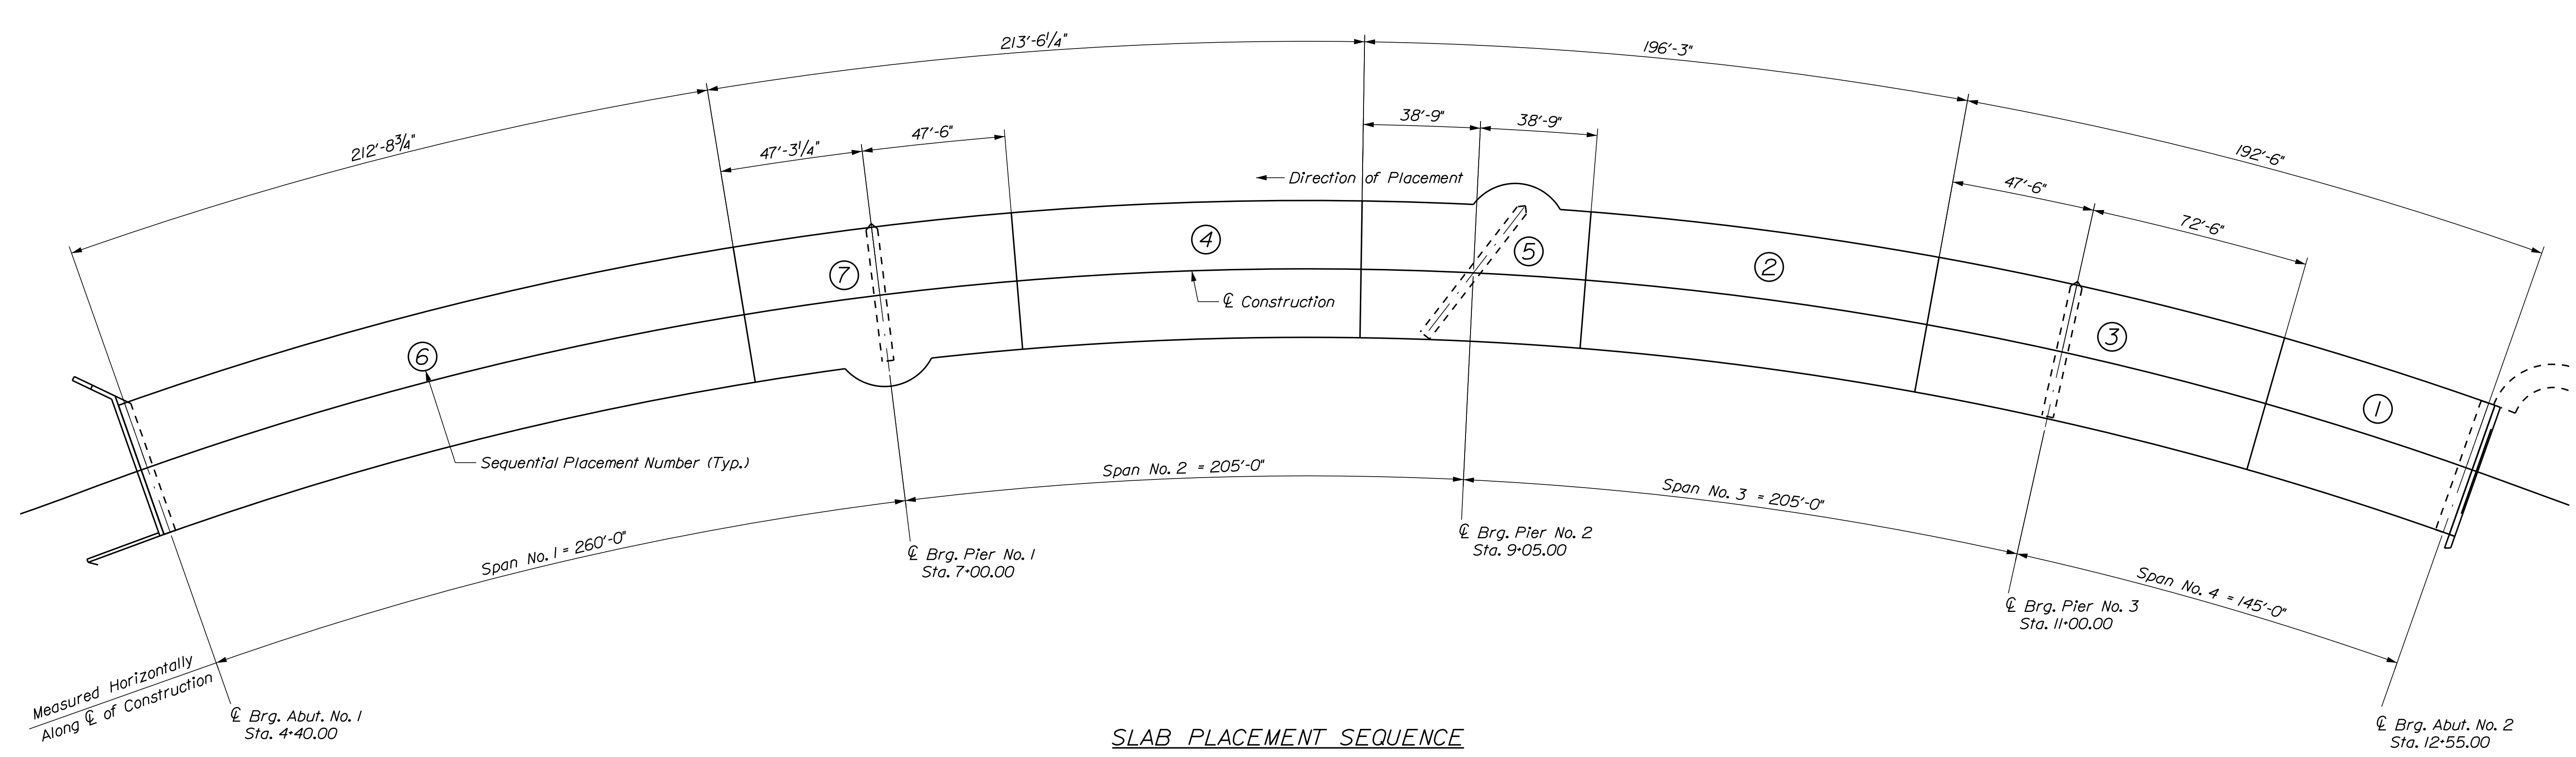 213'-6 1/4"
196'-3"
212'-8 3/4"
192'-6"
47'-3 1/4"
47'-6"
38'-9"
38'-9"
47'-6"
72'-6"
Direction of Placement
℄ Construction
7
4
5
2
3
6
1
Sequential Placement Number (Typ.)
Span No. 1 = 260'-0"
Span No. 2 = 205'-0"
Span No. 3 = 205'-0"
Span No. 4 = 145'-0"
℄ Brg. Pier No. 1
Sta. 7+00.00
℄ Brg. Pier No. 2
Sta. 9+05.00
℄ Brg. Pier No. 3
Sta. 11+00.00
Measured Horizontally
Along ℄ of Construction
℄ Brg. Abut. No. 1
Sta. 4+40.00
℄ Brg. Abut. No. 2
Sta. 12+55.00
SLAB PLACEMENT SEQUENCE